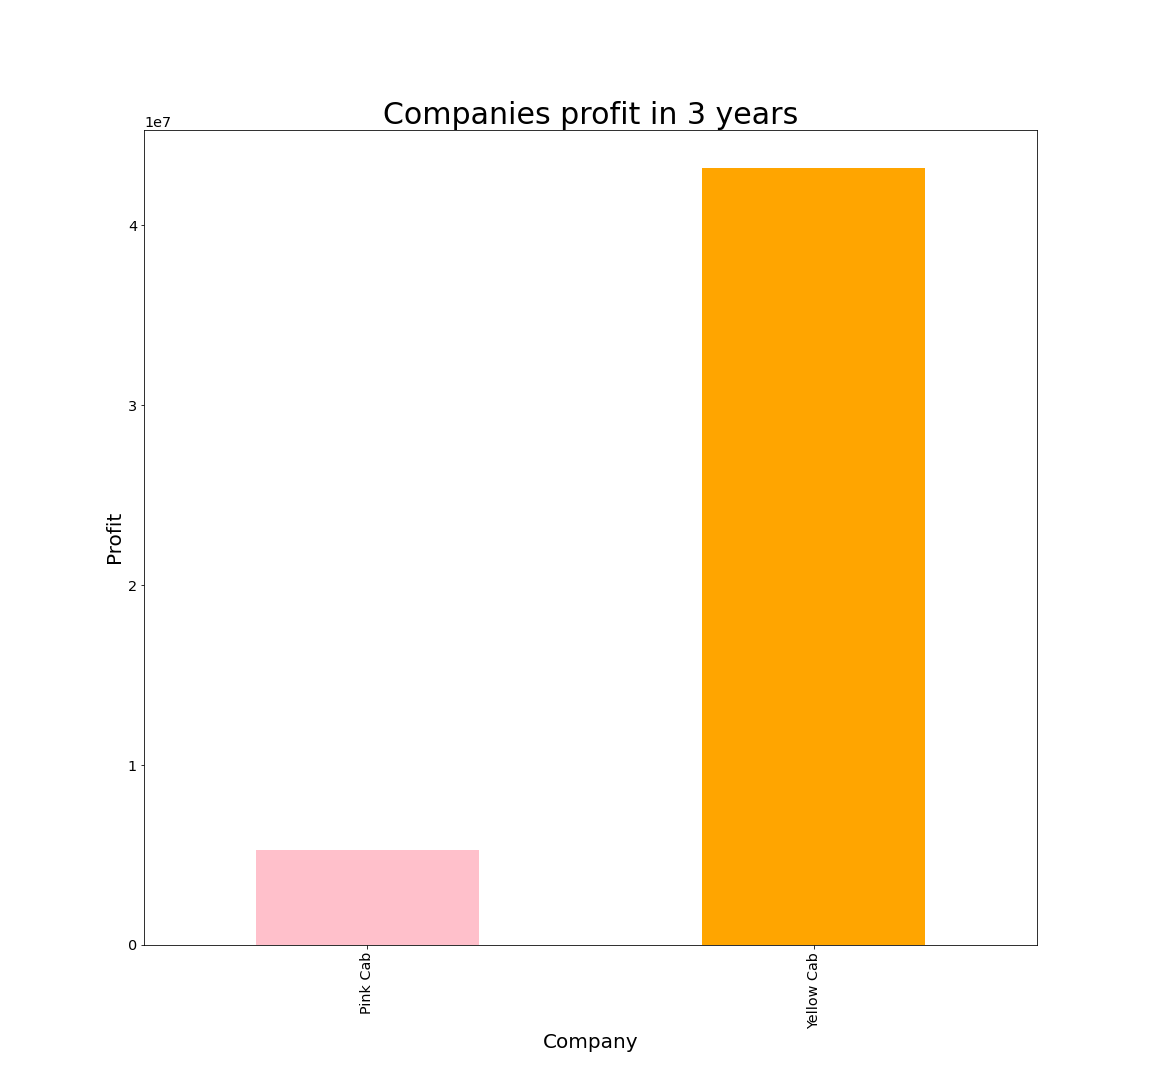 Companies profit in 3 years
1e7
4
3
2
1
0
Profit
Pink Cab
Yellow Cab
Company